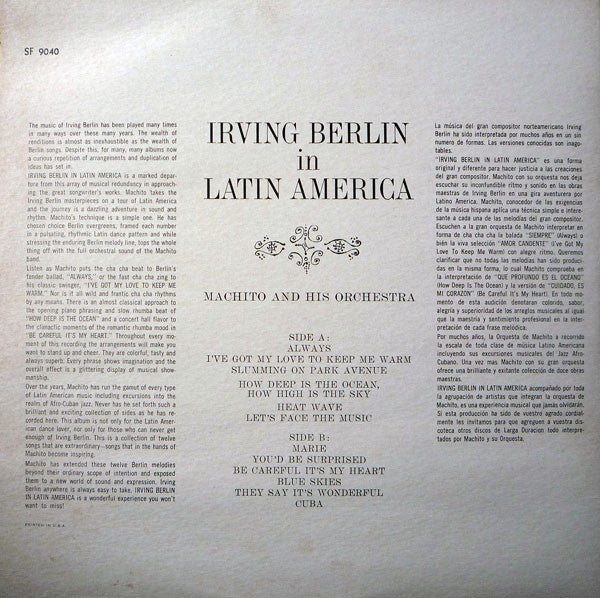 SF 9040
The music of Irving Berlin has been played many times
in many ways over these many years. The wealth of
renditions is almost as inexhaustible as the wealth of
Berlin songs. Despite this, for many, many albums now
a curious repetition of arrangements and duplication of
ideas has set in.
IRVING BERLIN IN LATIN AMERICA is a marked depar-
ture from this array of musical redundancy in approach-
ing the great songwriter's works. Machito takes the
Irving Berlin masterpieces on a tour of Latin America
and the journey is a dazzling adventure in sound and
rhythm. Machito's technique is a simple one. He has
chosen choice Berlin evergreens, framed each number
in a pulsating, rhythmic Latin dance pattern and while
stressing the enduring Berlin melody line, tops the whole
thing off with the full orchestral sound of the Machito
band.
Listen as Machito puts the cha cha beat to Berlin's
tender ballad, "ALWAYS," or the fast cha cha zing to
his classic swinger, "I'VE GOT MY LOVE TO KEEP ME
WARM." Nor is it all wild and frantic cha cha rhythms
by any means. There is an almost classical approach to
the opening piano phrasing and slow rhumba beat of
"HOW DEEP IS THE OCEAN" and a concert hall flavor to
the climactic moments of the romantic rhumba mood in
"BE CAREFUL IT'S MY HEART." Throughout every mo-
ment of this recording the arrangements will make you
want to stand up and cheer. They are colorful, tasty and
always superb. Every phrase shows imagination and the
overall effect is a glittering display of musical show-
manship.
Over the years, Machito has run the gamut of every type
of Latin American music including excursions into the
realm of Afro-Cuban jazz. Never has he set forth such a
brilliant and exciting collection of sides as he has re-
corded here. This album is not only for the Latin Amer-
ican dance lover, nor only for those who can never get
enough of Irving Berlin. This is a collection of twelve
songs that are extraordinary—songs that in the hands of
Machito become inspiring.
Machito has extended these twelve Berlin melodies
beyond their ordinary scope of intention and exposed
them to a new world of sound and expression. Irving
Berlin anywhere is always easy to take. IRVING BERLIN
IN LATIN AMERICA is a wonderful experience you won't
want to miss!
PRINTED IN U.S.A.
IRVING BERLIN
in
LATIN AMERICA
MACHITO AND HIS ORCHESTRA
SIDE A:
ALWAYS
I'VE GOT MY LOVE TO KEEP ME WARM
SLUMMING ON PARK AVENUE
HOW DEEP IS THE OCEAN,
HOW HIGH IS THE SKY
HEAT WAVE
LET'S FACE THE MUSIC
SIDE B:
MARIE
YOU'D BE SURPRISED
BE CAREFUL IT'S MY HEART
BLUE SKIES
THEY SAY IT'S WONDERFUL
CUBA
La música del gran compositor norteamericano Irving
Berlin ha sido interpretada por muchos años en un sin
numero de formas. Las versiones conocidas son inago-
tables.
"IRVING BERLIN IN LATIN AMERICA" es una forma
original y diferente para hacer justicia a las creaciones
del gran compositor. Machito con su orquesta nos deja
escuchar su inconfundible ritmo y sonido en las obras
maestras de Irving Berlin en una gira aventurera por
Latino America. Machito, conocedor de las exigencias
de la música hispana aplica una técnica simple e intere-
sante a cada una de las melodías del gran compositor.
Escuchen a la gran orquesta de Machito interpretar en
forma de cha cha cha la balada "SIEMPRE" (Always) o
bién la viva selección "AMOR CANDENTE" (I've Got My
Love To Keep Me Warm) con alegre ritmo. Queremos
clarificar que no todas las melodías han sido produci-
das en la misma forma, lo cual Machito comprueba en
la interpretación de "QUE PROFUNDO ES EL OCEANO"
(How Deep Is the Ocean) y la version de "CUIDADO, ES
MI CORAZON" (Be Careful It's My Heart). En todo mo-
mento de esta audición denotaran colorido, sabor,
alegria y superioridad de los arreglos musicales al igual
que la maestria y sentimiento profesional en la inter-
pretación de cada frase melódica.
Por muchos años, la Orquesta de Machito a recorrido
la escala de toda clase de música Latino Americana
incluyendo sus excursiones musicales del Jazz Afro-
Cubano. Una vez mas Machito con su gran orquesta
ofrece una brillante y exitante colección de doce obras
maestras.
IRVING BERLIN IN LATIN AMERICA acompañado por toda
la agrupación de artistas que integran la orquesta de
Machito, es una experiencia musical que jamás olvidarán.
Si esta producción ha sido de vuestro agrado cordial-
mente les invitamos para que agreguen a vuestra dis-
coteca otros discos de Larga Duracion todo interpreta-
dos por Machito y su Orquesta.